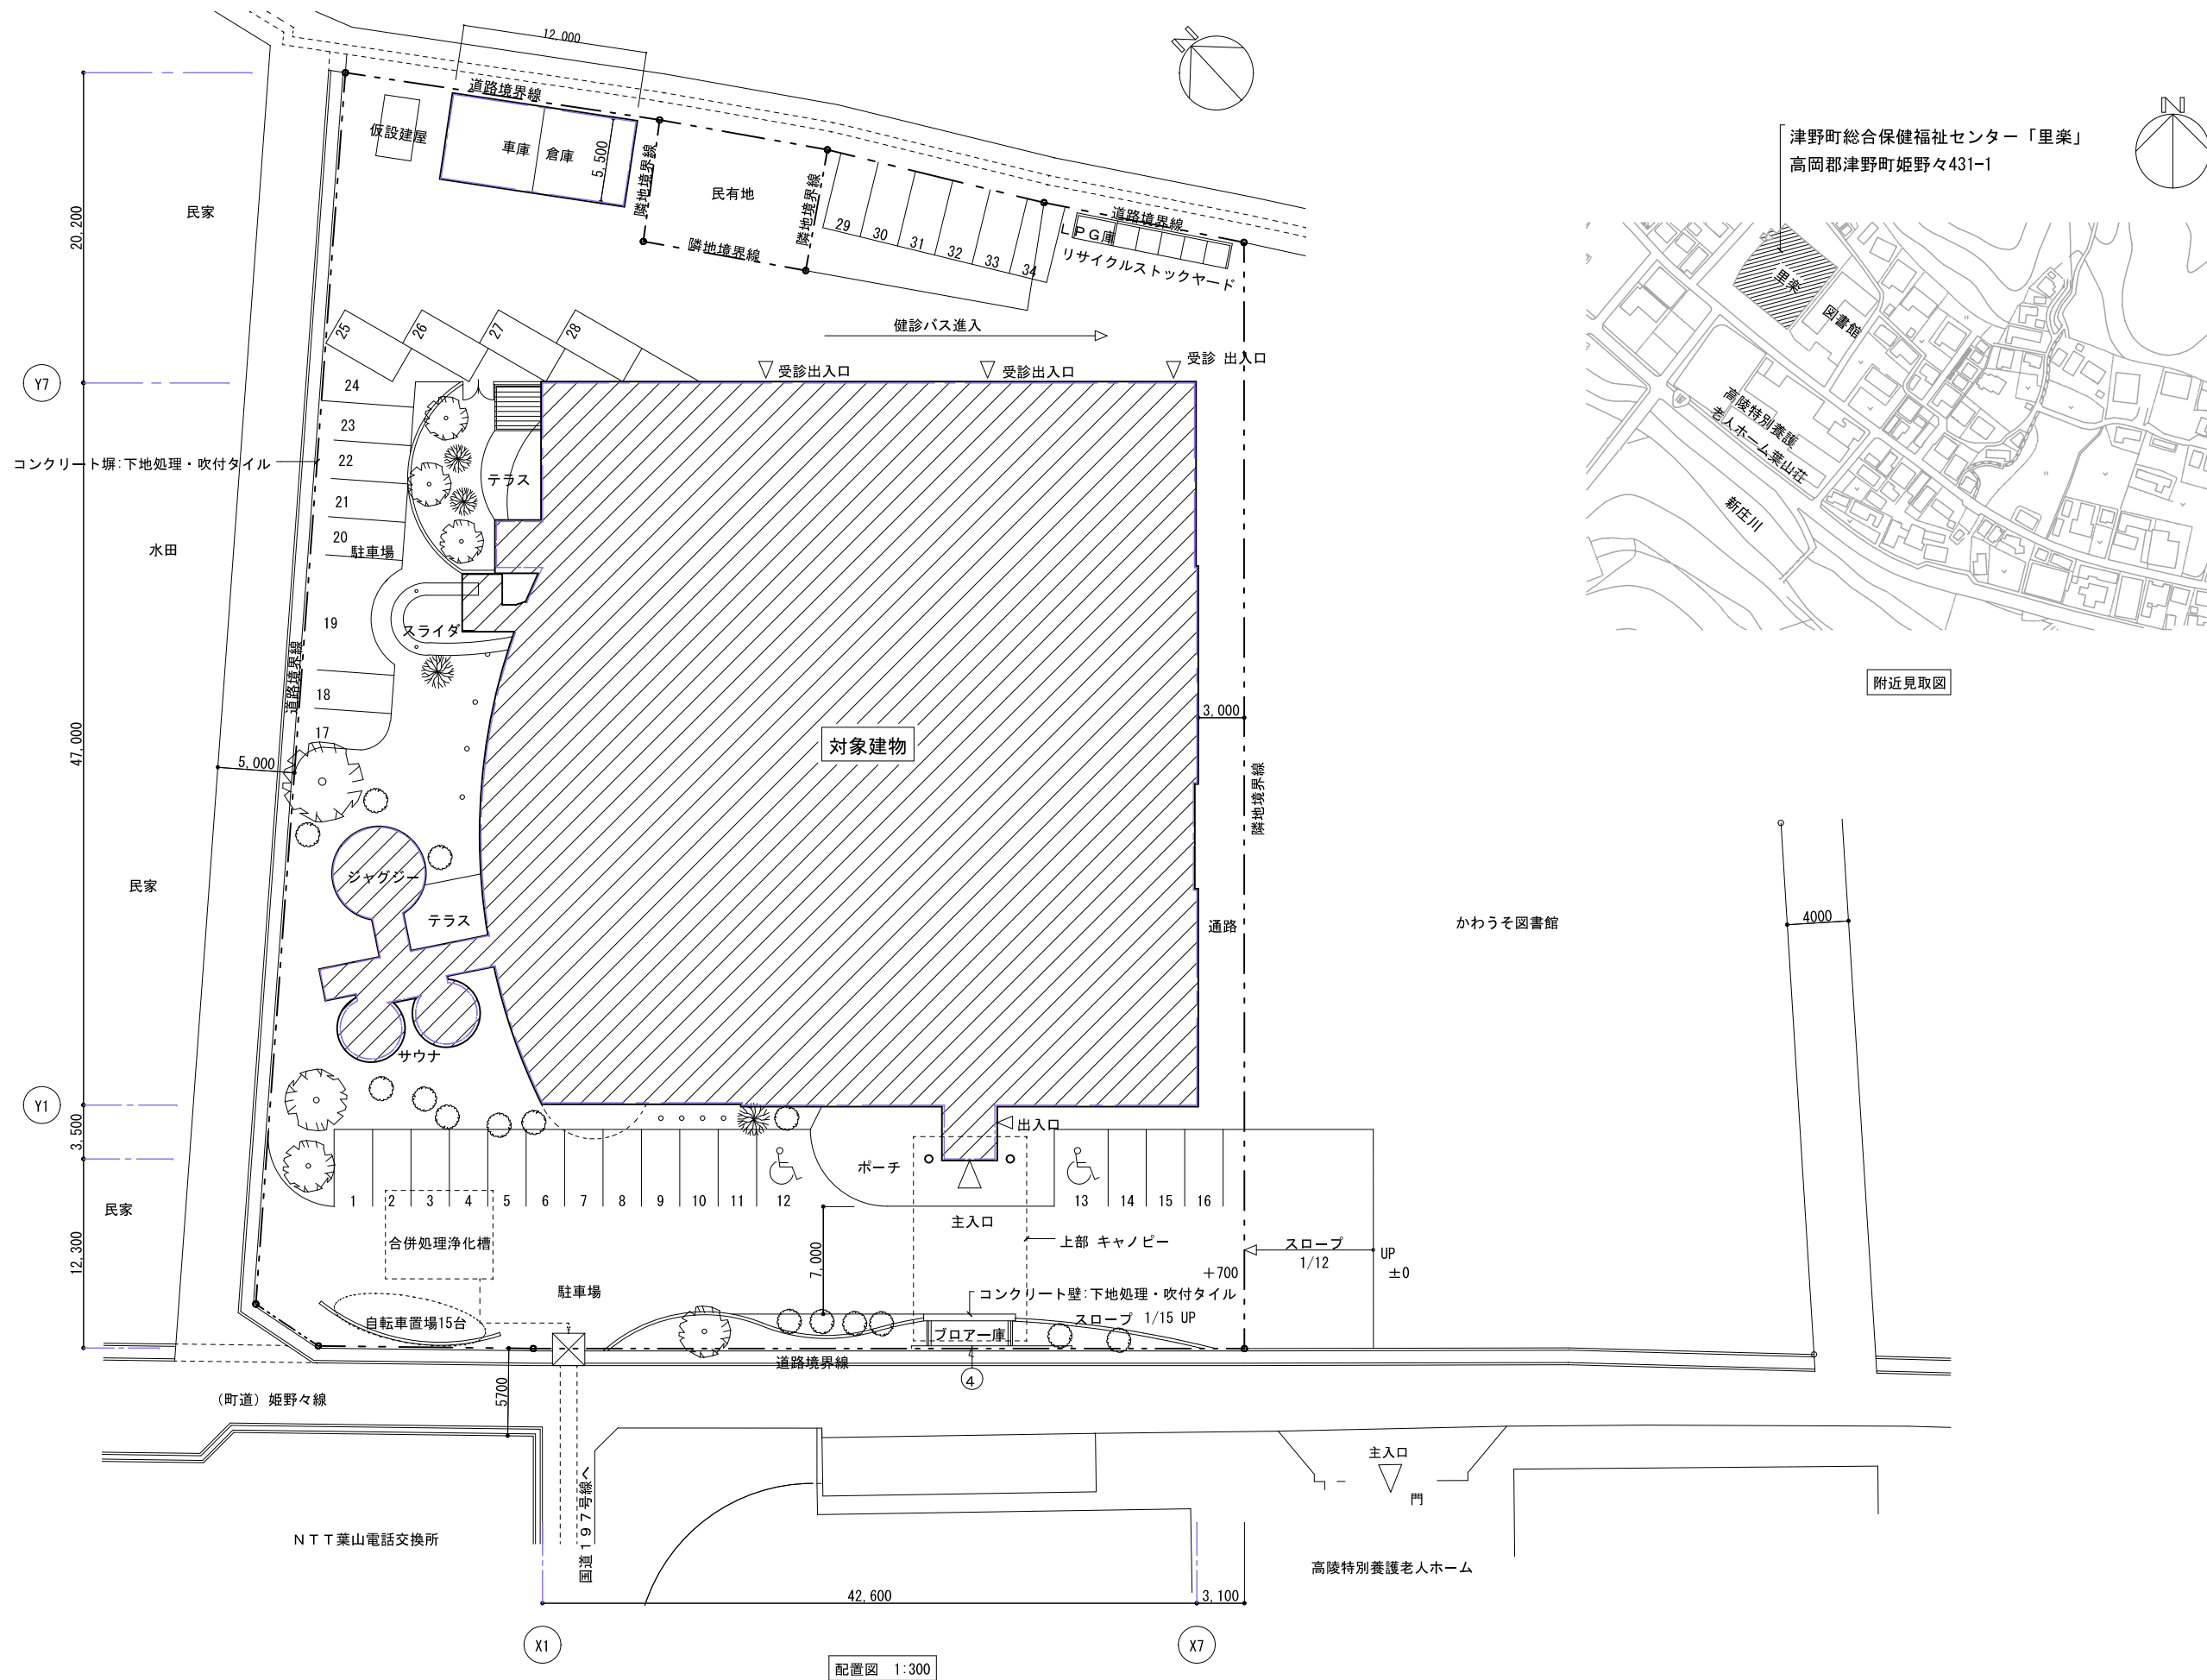 12,000
道路境界線
N
N
仮設建屋
車庫
倉庫
5,500
隣地境界線
民有地
隣地境界線
隣地境界線
29
30
31
32
33
34
道路境界線
LPG庫
リサイクルストックヤード
津野町総合保健福祉センター「里楽」
高岡郡津野町姫野々431-1
里楽
図書館
高陵特別養護
老人ホーム葉山荘
新庄川
附近見取図
民家
20,200
25
26
27
28
健診バス進入
受診出入口
受診出入口
受診 出入口
Y7
24
23
22
21
20
コンクリート塀:下地処理・吹付タイル
テラス
水田
駐車場
19
スライダ
道路境界線
18
17
47,000
5,000
対象建物
3,000
隣地境界線
民家
ジャグジー
テラス
通路
かわうそ図書館
4000
サウナ
Y1
3,500
出入口
ポーチ
民家
1
2
3
4
5
6
7
8
9
10
11
12
13
14
15
16
主入口
合併処理浄化槽
12,300
7,000
上部 キャノピー
スロープ
1/12
UP
+700
±0
駐車場
コンクリート壁:下地処理・吹付タイル
自転車置場15台
スロープ 1/15 UP
ブロアー庫
道路境界線
4
5700
(町道) 姫野々線
国道197号線へ
主入口
門
NTT葉山電話交換所
高陵特別養護老人ホーム
42,600
3,100
X1
X7
配置図 1:300